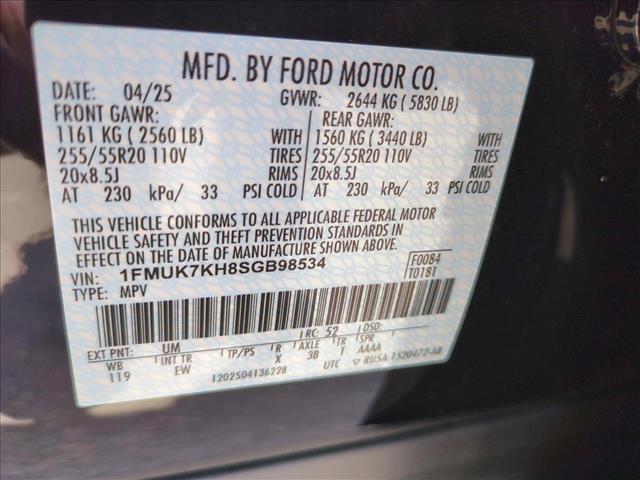 MFD. BY FORD MOTOR CO.
DATE: 04/25 GVWR: 2644 KG ( 5830 LB)
FRONT GAWR: REAR GAWR:
1161 KG ( 2560 LB) WITH 1560 KG ( 3440 LB) WITH
255/55R20 110V TIRES 255/55R20 110V TIRES
20x8.5J RIMS 20x8.5J RIMS
AT 230 kPa/ 33 PSI COLD AT 230 kPa/ 33 PSI COLD
THIS VEHICLE CONFORMS TO ALL APPLICABLE FEDERAL MOTOR
VEHICLE SAFETY AND THEFT PREVENTION STANDARDS IN
EFFECT ON THE DATE OF MANUFACTURE SHOWN ABOVE.
VIN: 1FMUK7KH8SGB98534 F0084
TYPE: MPV T0181
EXT PNT: UM RC: 52 DSO:
WB INT TR TP/PS R AXLE TR SPR
119 EW X 3B T AAAA
1202504136228 UTC RU5A-1520472-AB